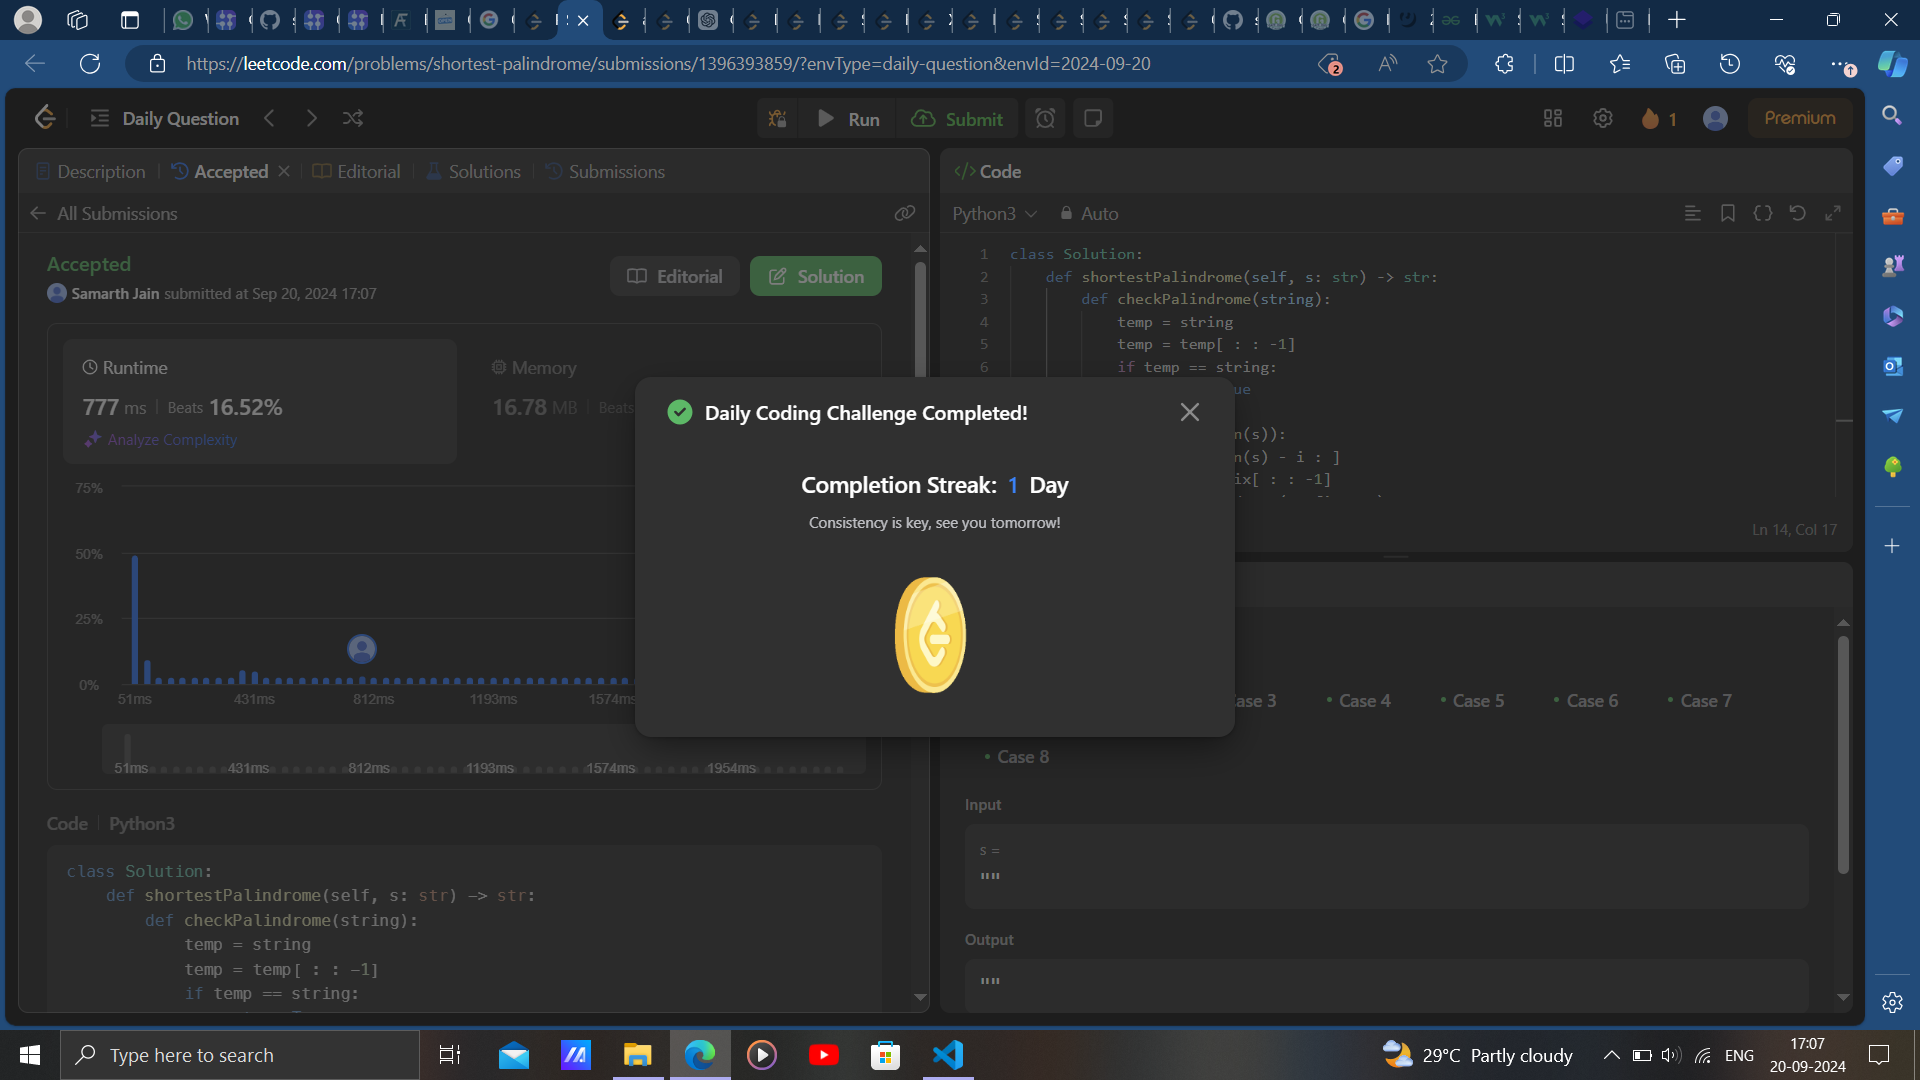 https://leetcode.com/problems/shortest-palindrome/submissions/1396393859/?envType=daily-question&envId=2024-09-20
2
Daily Question
Run
Submit
1
Premium
Description
Accepted
Editorial
Solutions
Submissions
All Submissions
Accepted
Samarth Jain submitted at Sep 20, 2024 17:07
Editorial
Solution
Runtime
777 ms | Beats 16.52%
Analyze Complexity
Memory
16.78 MB | Beats
75%
50%
25%
0%
51ms 431ms 812ms 1193ms 1574ms
51ms 431ms 812ms 1193ms 1574ms 1954ms
Code | Python3
class Solution:
def shortestPalindrome(self, s: str) -> str:
def checkPalindrome(string):
temp = string
temp = temp[ : : -1]
if temp == string:
Daily Coding Challenge Completed!
Completion Streak: 1 Day
Consistency is key, see you tomorrow!
</> Code
Python3
Auto
1 class Solution:
2 def shortestPalindrome(self, s: str) -> str:
3 def checkPalindrome(string):
4 temp = string
5 temp = temp[ : : -1]
6 if temp == string:
ue
n(s)):
n(s) - i : ]
ix[ : : -1]
Ln 14, Col 17
ase 3
Case 4
Case 5
Case 6
Case 7
Case 8
Input
s =
""
Output
""
Type here to search
29°C Partly cloudy
ENG
17:07
20-09-2024